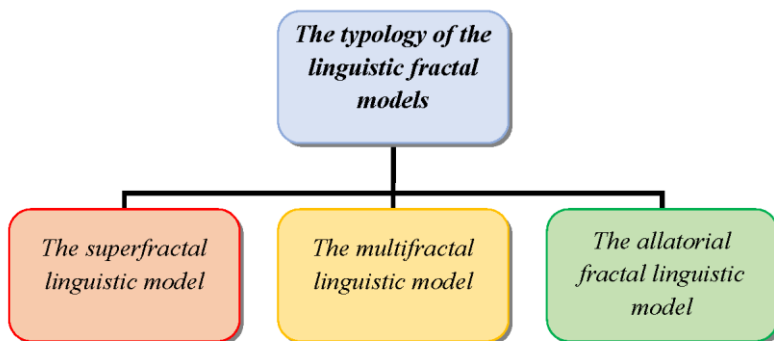 The typology of the
linguistic fractal
models
The superfractal
linguistic model
The multifractal
linguistic model
The allatorial
fractal linguistic
model